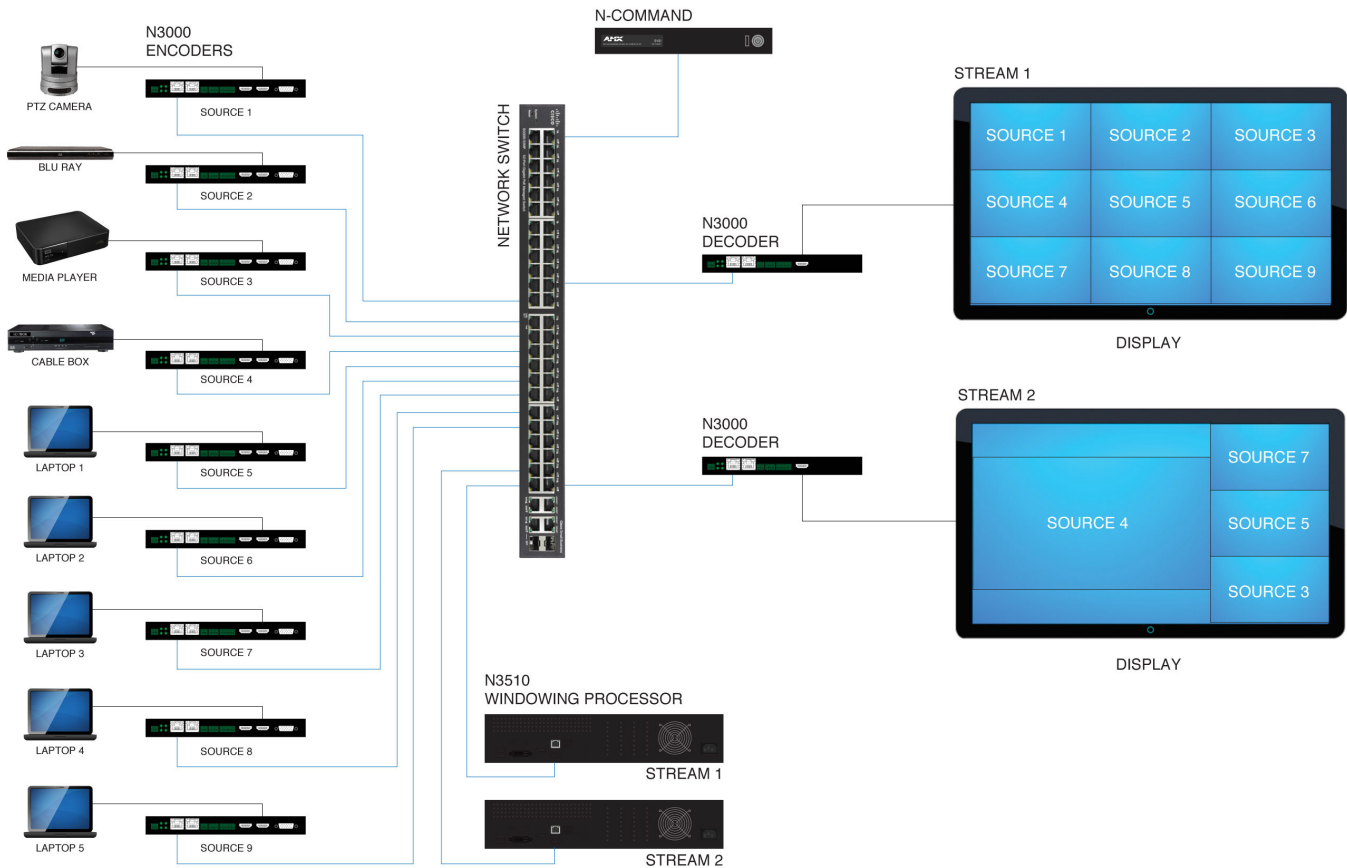 N-COMMAND
AMX
N3000
ENCODERS
PTZ CAMERA
SOURCE 1
BLU RAY
SOURCE 2
MEDIA PLAYER
SOURCE 3
CABLE BOX
SOURCE 4
LAPTOP 1
SOURCE 5
LAPTOP 2
SOURCE 6
LAPTOP 3
SOURCE 7
LAPTOP 4
SOURCE 8
LAPTOP 5
SOURCE 9
NETWORK SWITCH
CISCO
N3000
DECODER
N3000
DECODER
N3510
WINDOWING PROCESSOR
STREAM 1
STREAM 2
STREAM 1
SOURCE 1 SOURCE 2 SOURCE 3
SOURCE 4 SOURCE 5 SOURCE 6
SOURCE 7 SOURCE 8 SOURCE 9
DISPLAY
STREAM 2
SOURCE 4
SOURCE 7
SOURCE 5
SOURCE 3
DISPLAY